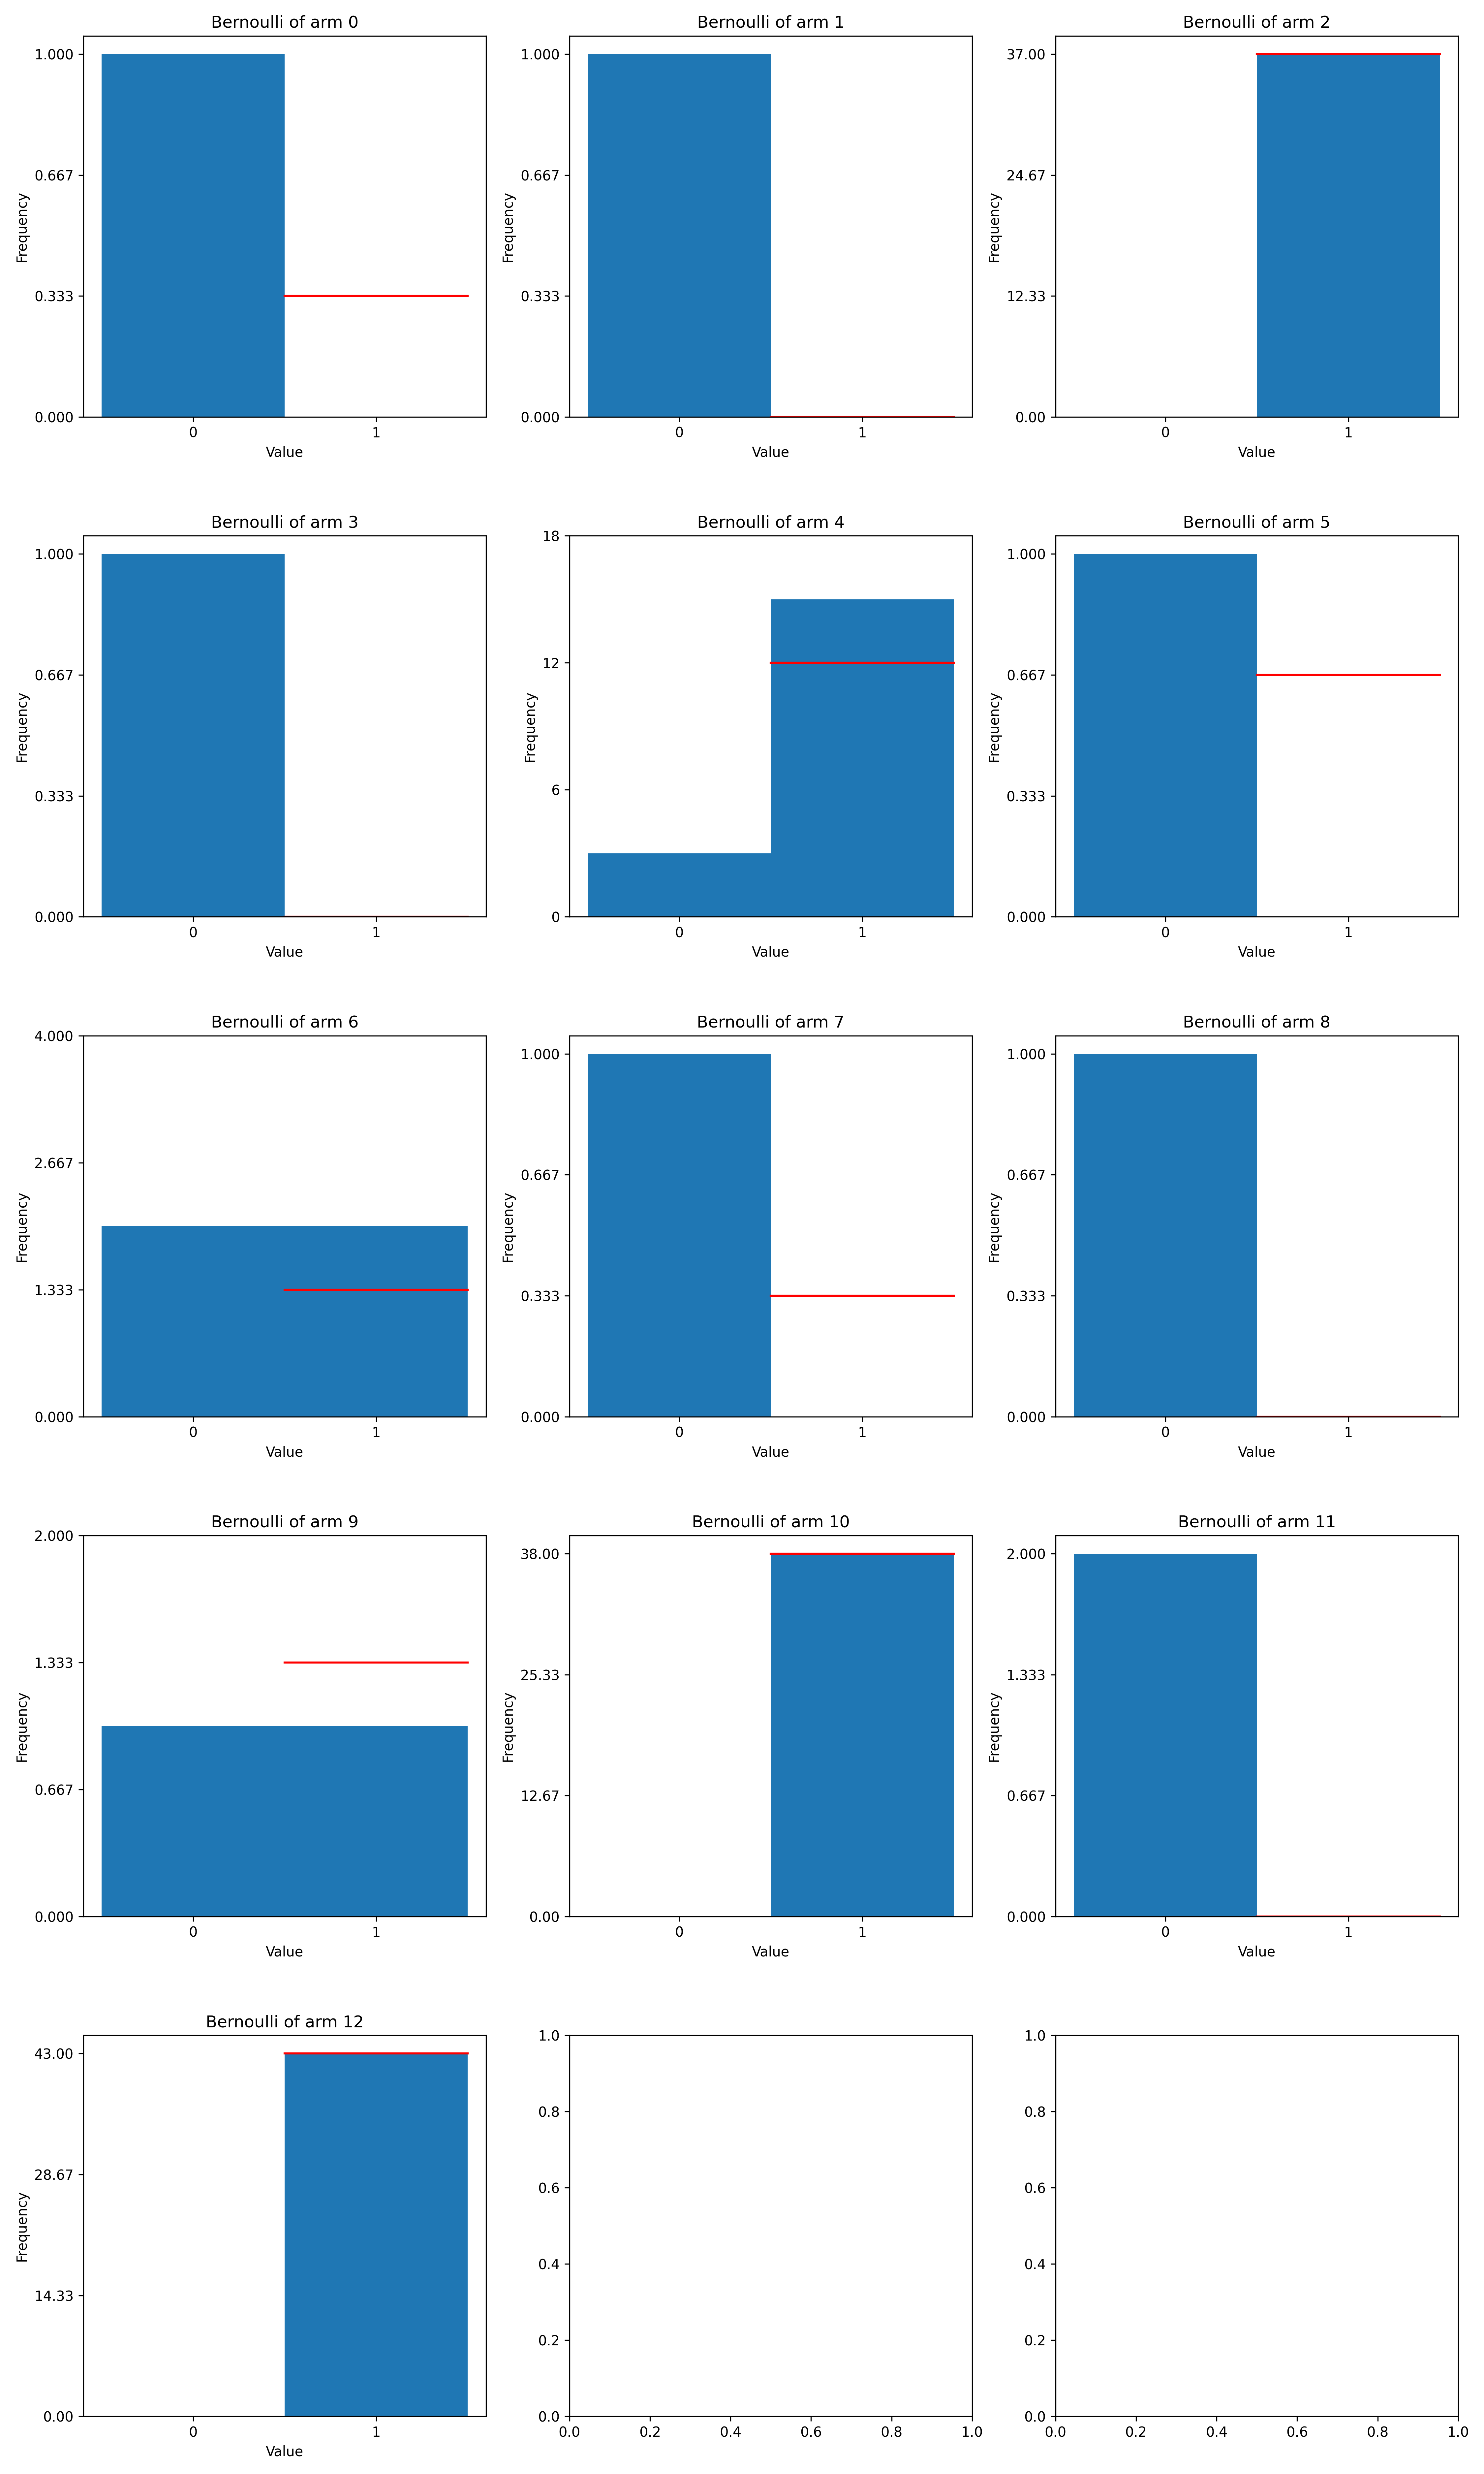 Bernoulli of arm 0
Bernoulli of arm 1
Bernoulli of arm 2
1.000
0.667
0.333
0.000
Frequency
0 1
Value
1.000
0.667
0.333
0.000
Frequency
0 1
Value
37.00
24.67
12.33
0.00
Frequency
0 1
Value
Bernoulli of arm 3
Bernoulli of arm 4
Bernoulli of arm 5
1.000
0.667
0.333
0.000
Frequency
0 1
Value
18
12
6
0
Frequency
0 1
Value
1.000
0.667
0.333
0.000
Frequency
0 1
Value
Bernoulli of arm 6
Bernoulli of arm 7
Bernoulli of arm 8
4.000
2.667
1.333
0.000
Frequency
0 1
Value
1.000
0.667
0.333
0.000
Frequency
0 1
Value
1.000
0.667
0.333
0.000
Frequency
0 1
Value
Bernoulli of arm 9
Bernoulli of arm 10
Bernoulli of arm 11
2.000
1.333
0.667
0.000
Frequency
0 1
Value
38.00
25.33
12.67
0.00
Frequency
0 1
Value
2.000
1.333
0.667
0.000
Frequency
0 1
Value
Bernoulli of arm 12
43.00
28.67
14.33
0.00
Frequency
0 1
Value
1.0
0.8
0.6
0.4
0.2
0.0
0.0 0.2 0.4 0.6 0.8 1.0
1.0
0.8
0.6
0.4
0.2
0.0
0.0 0.2 0.4 0.6 0.8 1.0